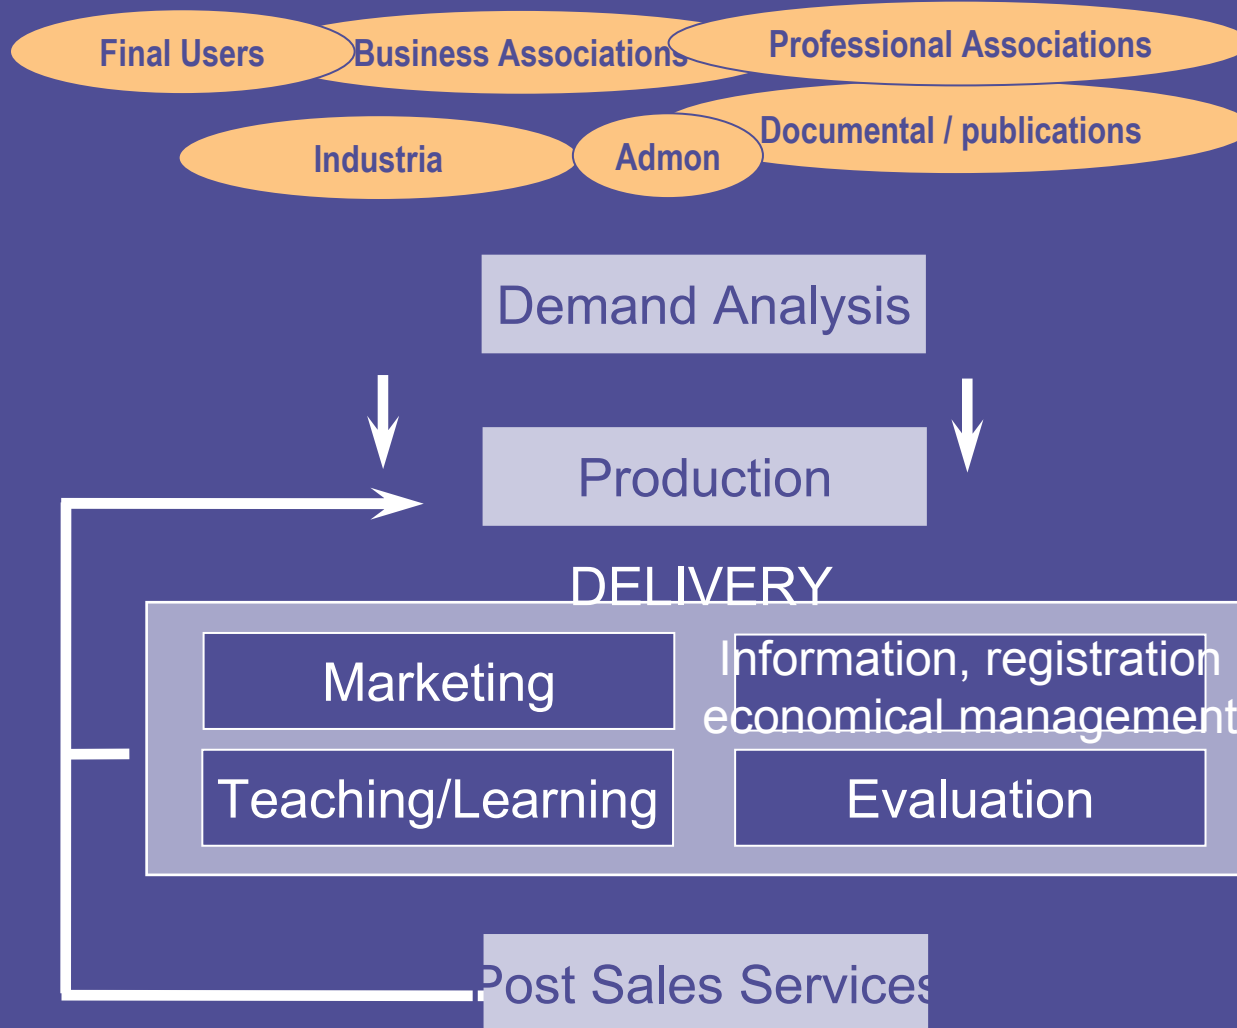 Final Users
Business Associations
Professional Associations
Industria
Admon
Documental / publications
Demand Analysis
Production
DELIVERY
Marketing
Information, registration
economical management
Teaching/Learning
Evaluation
Post Sales Services